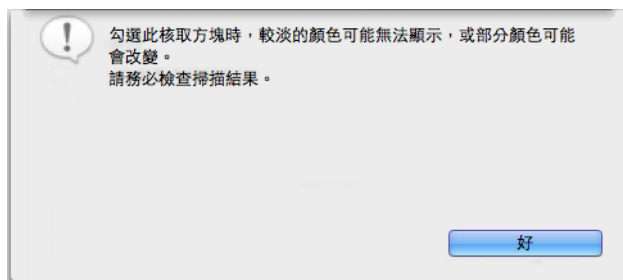 勾選此核取方塊時，較淡的顏色可能無法顯示，或部分顏色可能
會改變。
請務必檢查掃描結果。
好